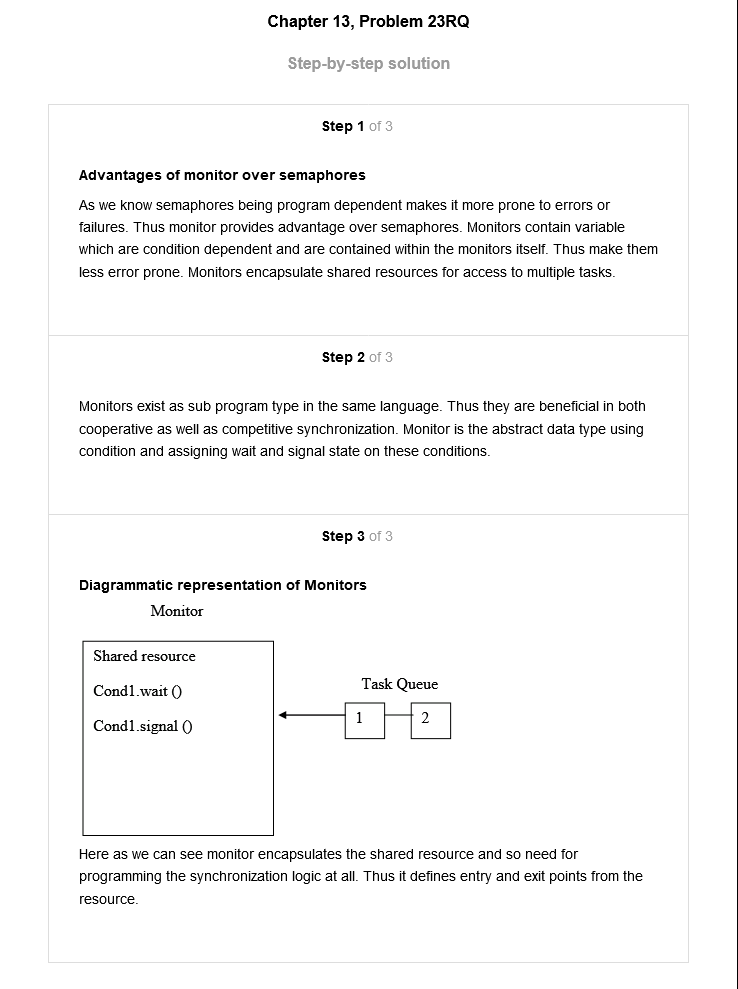 Chapter 13, Problem 23RQ
Step-by-step solution
Step 1 of 3
Advantages of monitor over semaphores
As we know semaphores being program dependent makes it more prone to errors or
failures. Thus monitor provides advantage over semaphores. Monitors contain variable
which are condition dependent and are contained within the monitors itself. Thus make them
less error prone. Monitors encapsulate shared resources for access to multiple tasks.
Step 2 of 3
Monitors exist as sub program type in the same language. Thus they are beneficial in both
cooperative as well as competitive synchronization. Monitor is the abstract data type using
condition and assigning wait and signal state on these conditions.
Step 3 of 3
Diagrammatic representation of Monitors
Monitor
Shared resource
Cond1.wait ()
Cond1.signal ()
Task Queue
1
2
Here as we can see monitor encapsulates the shared resource and so need for
programming the synchronization logic at all. Thus it defines entry and exit points from the
resource.